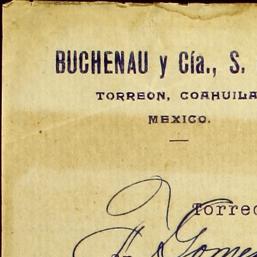 BUCHENAU y Cía., S.
TORREON, COAHUILA
MEXICO.
Torreo